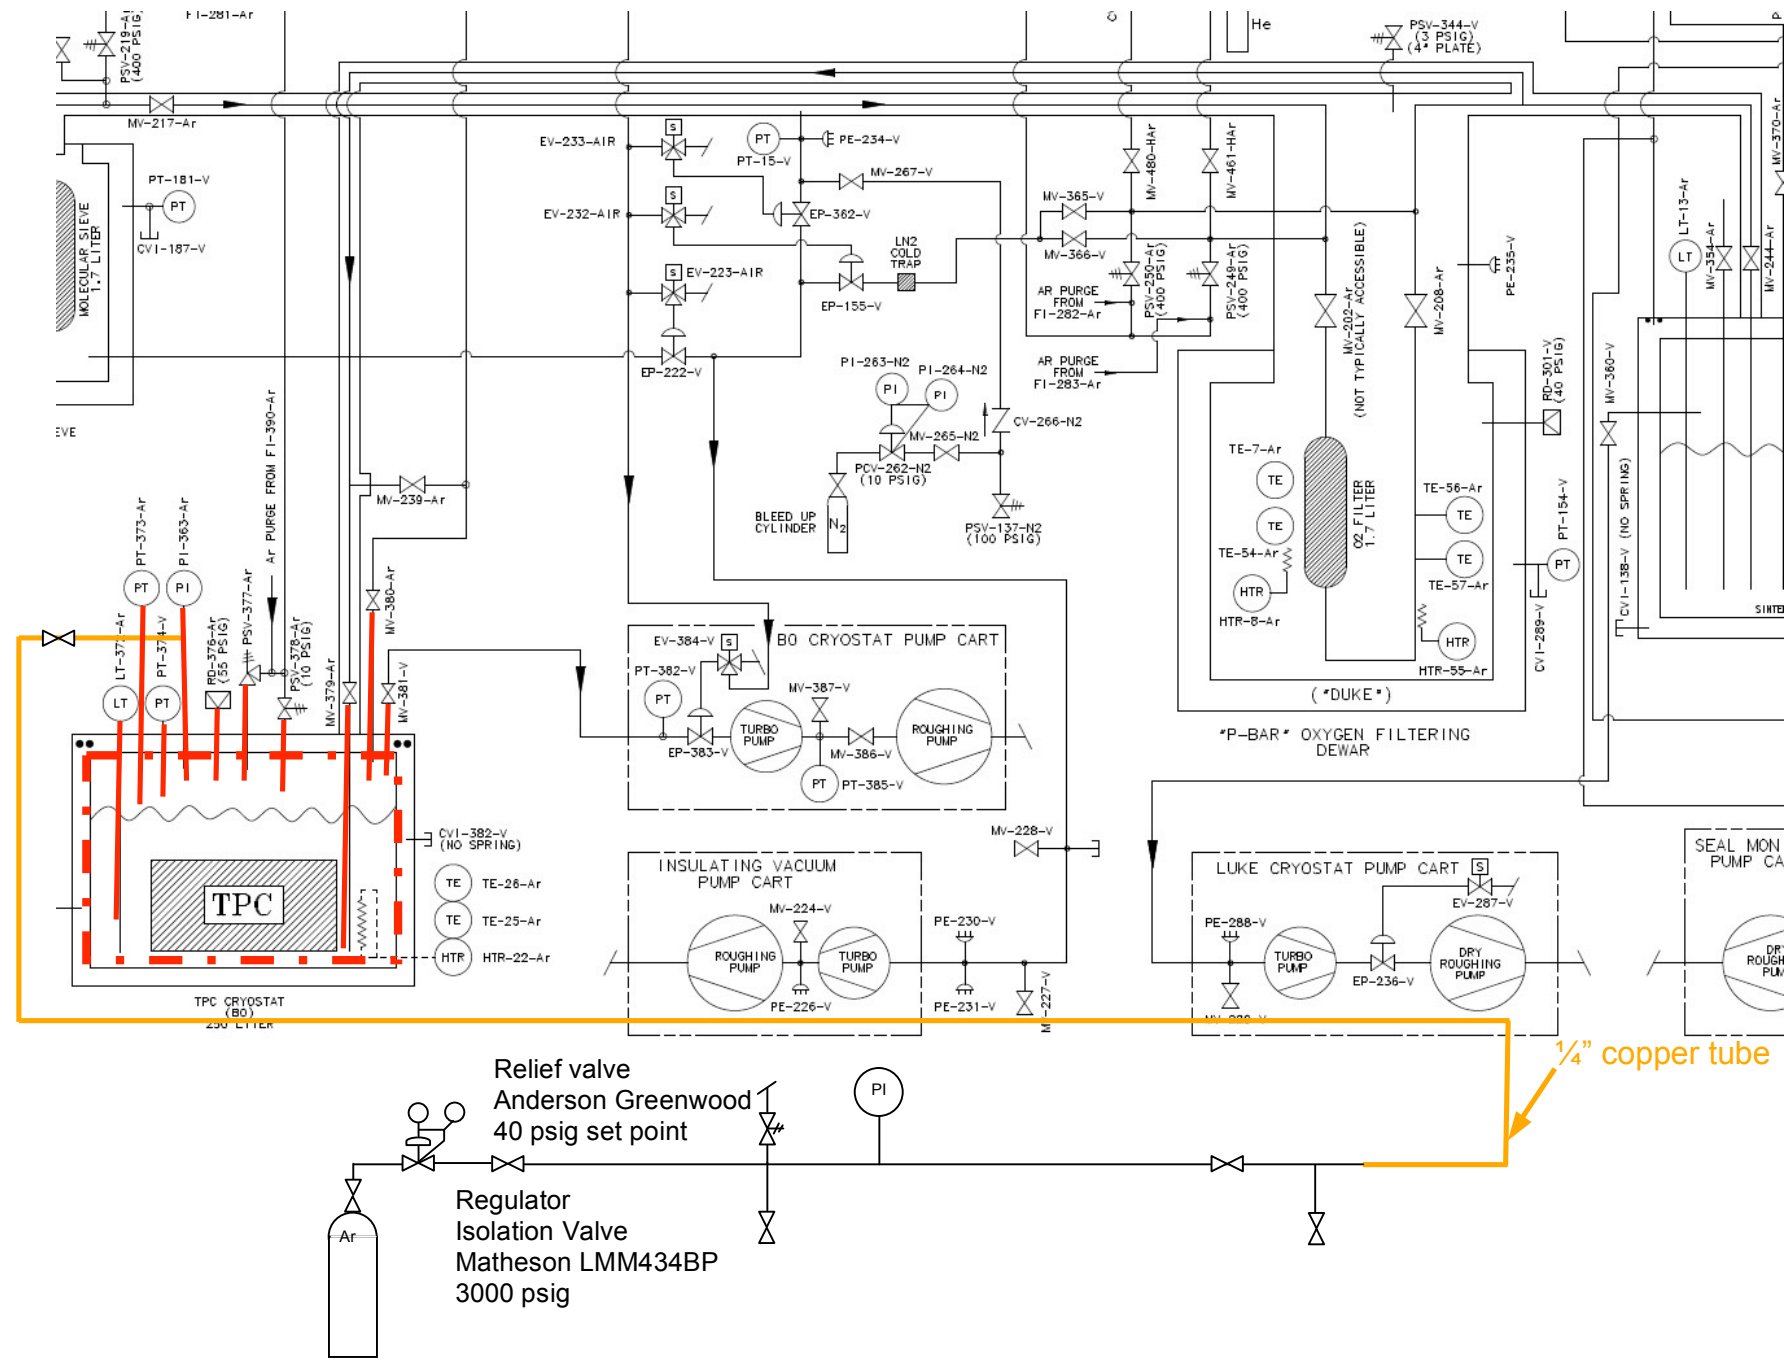 FI-281-Ar
PSV-219-Ar
(400 PSIG)
MV-217-Ar
PT-181-V
PT
CVI-187-V
MOLECULAR SIEVE
1.7 LITER
EVE
EV-233-AIR
S
EV-232-AIR
S
EV-223-AIR
S
PT
PT-15-V
PE-234-V
MV-267-V
EP-362-V
LN2
COLD
TRAP
EP-155-V
EP-222-V
He
PSV-344-V
(3 PSIG)
(4" PLATE)
MV-480-HAr
MV-461-HAr
MV-365-V
MV-366-V
AR PURGE
FROM
FI-282-Ar
PSV-250-Ar
(400 PSIG)
PSV-249-Ar
(400 PSIG)
AR PURGE
FROM
FI-283-Ar
MV-202-Ar
(NOT TYPICALLY ACCESSIBLE)
MV-208-Ar
PE-235-V
LT-13-Ar
LT
MV-354-Ar
MV-244-Ar
MV-370-Ar
PI-263-N2
PI
PI-264-N2
PI
CV-266-N2
MV-265-N2
PCV-262-N2
(10 PSIG)
BLEED UP
CYLINDER
N2
PSV-137-N2
(100 PSIG)
TE-7-Ar
TE
TE
TE-54-Ar
HTR
HTR-8-Ar
O2 FILTER
1.7 LITER
TE-56-Ar
TE
TE
TE-57-Ar
HTR
HTR-55-Ar
RD-301-V
(40 PSIG)
PT-154-V
PT
CVI-289-V
MV-360-V
CVI-138-V (NO SPRING)
SINTE
("DUKE")
"P-BAR" OXYGEN FILTERING
DEWAR
Ar PURGE FROM FI-390-Ar
MV-239-Ar
PT-373-Ar
PT
PI-363-Ar
PI
LT
PT-374-V
PT
RD-376-Ar
(55 PSIG)
PSV-377-Ar
PSV-378-Ar
(10 PSIG)
MV-379-Ar
MV-380-Ar
MV-381-V
BO CRYOSTAT PUMP CART
EV-384-V
S
PT-382-V
PT
EP-383-V
TURBO
PUMP
MV-387-V
MV-386-V
PT
PT-385-V
ROUGHING
PUMP
CVI-382-V
(NO SPRING)
TE
TE-26-Ar
TE
TE-25-Ar
HTR
HTR-22-Ar
TPC
TPC CRYOSTAT
(BO)
250 LITER
INSULATING VACUUM
PUMP CART
MV-224-V
ROUGHING
PUMP
TURBO
PUMP
PE-226-V
PE-230-V
PE-231-V
MV-227-V
MV-228-V
LUKE CRYOSTAT PUMP CART
S
EV-287-V
PE-288-V
TURBO
PUMP
EP-236-V
DRY
ROUGHING
PUMP
SEAL MON
PUMP CA
DRY
ROUGH
PUM
¼” copper tube
Relief valve
Anderson Greenwood
40 psig set point
PI
Regulator
Isolation Valve
Matheson LMM434BP
3000 psig
Ar